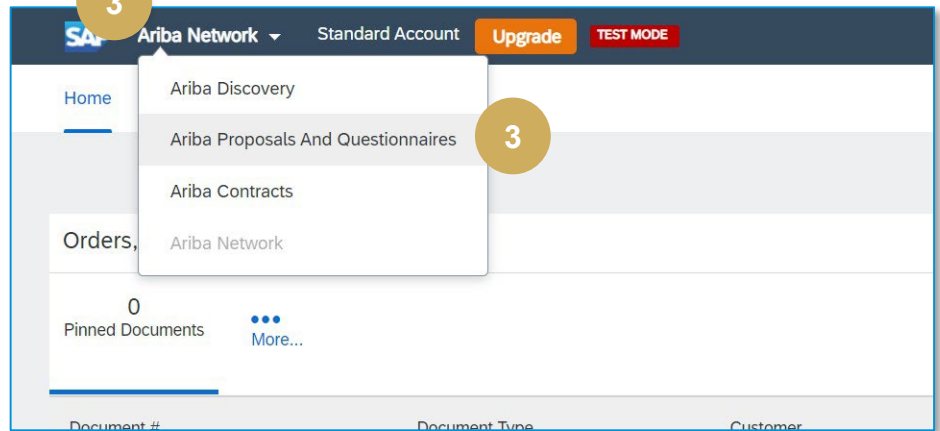 3
SAP Ariba Network Standard Account Upgrade TEST MODE
Home
Ariba Discovery
Ariba Proposals And Questionnaires 3
Ariba Contracts
Orders,
Ariba Network
0
Pinned Documents
More...
Document # Document Type Customer